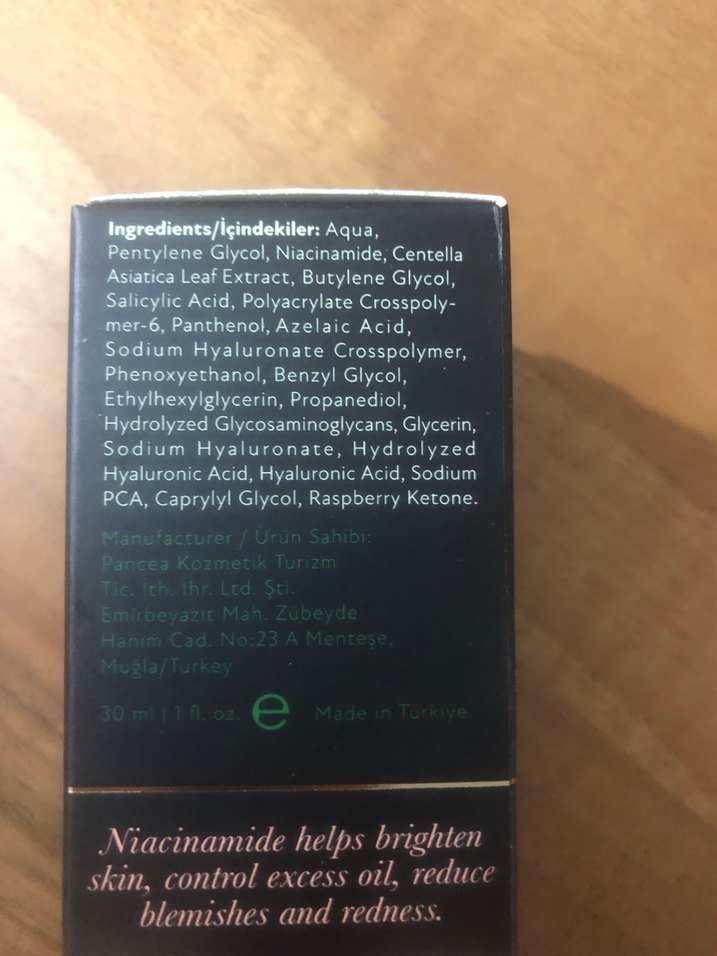 Ingredients/İçindekiler: Aqua,
Pentylene Glycol, Niacinamide, Centella
Asiatica Leaf Extract, Butylene Glycol,
Salicylic Acid, Polyacrylate Crosspoly-
mer-6, Panthenol, Azelaic Acid,
Sodium Hyaluronate Crosspolymer,
Phenoxyethanol, Benzyl Glycol,
Ethylhexylglycerin, Propanediol,
Hydrolyzed Glycosaminoglycans, Glycerin,
Sodium Hyaluronate, Hydrolyzed
Hyaluronic Acid, Hyaluronic Acid, Sodium
PCA, Caprylyl Glycol, Raspberry Ketone.
Manufacturer / Ürün Sahibi:
Pancea Kozmetik Turizm
Tic. Ith. Ihr. Ltd. Şti.
Emirbeyazıt Mah. Zübeyde
Hanım Cad. No:23 A Menteşe,
Muğla/Turkey
30 ml | 1 fl. oz. e Made in Türkiye
Niacinamide helps brighten
skin, control excess oil, reduce
blemishes and redness.